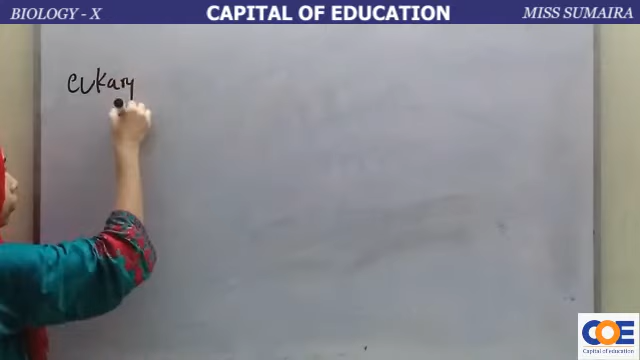 BIOLOGY - X
CAPITAL OF EDUCATION
MISS SUMAIRA
eukary
COE
Capital of education